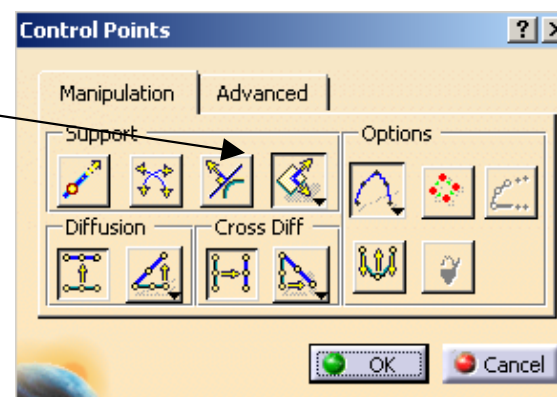 Control Points
Manipulation Advanced
Support Options
Diffusion Cross Diff
OK Cancel